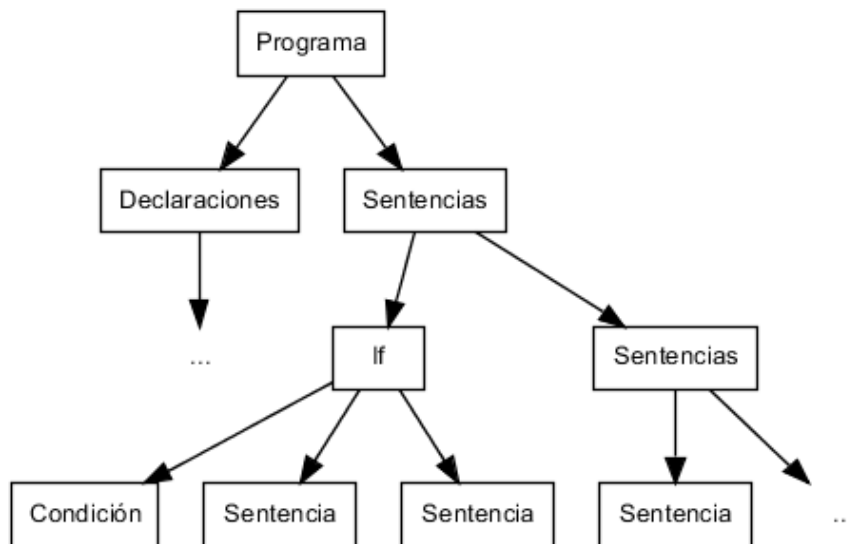 Programa
Declaraciones
Sentencias
...
If
Sentencias
Condición
Sentencia
Sentencia
Sentencia
..